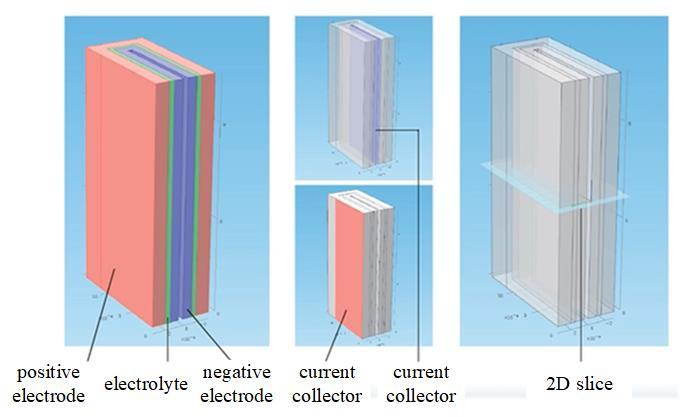 positive
electrode
electrolyte
negative
electrode
current
collector
current
collector
2D slice